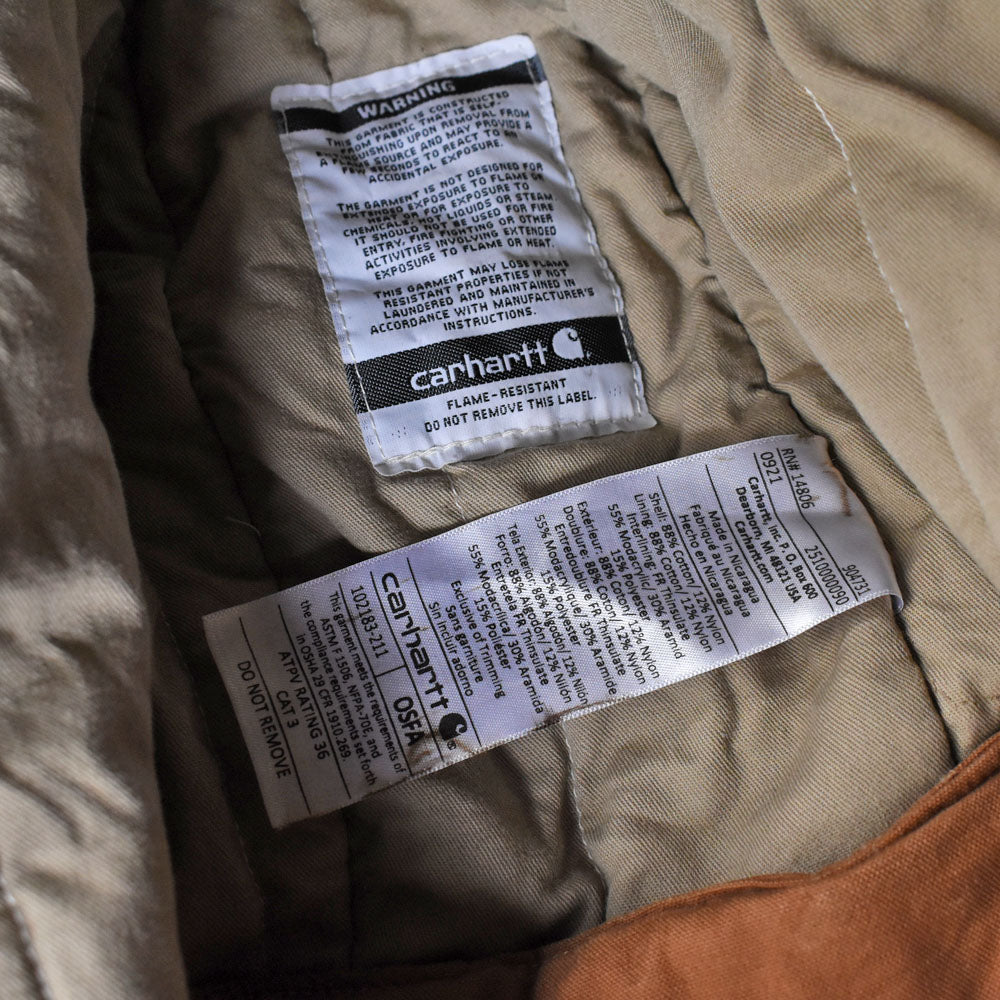 WARNING
THIS GARMENT IS CONSTRUCTED
FROM FABRIC THAT IS SELF-
EXTINGUISHING UPON REMOVAL FROM
A FLAME SOURCE AND MAY PROVIDE A
FEW SECONDS TO REACT TO AN
ACCIDENTAL EXPOSURE.
THE GARMENT IS NOT DESIGNED FOR
EXTENDED EXPOSURE TO FLAME OR
HEAT OR FOR EXPOSURE TO
CHEMICALS, HOT LIQUIDS OR STEAM
IT SHOULD NOT BE USED FOR FIRE
ENTRY, FIRE FIGHTING OR OTHER
ACTIVITIES INVOLVING EXTENDED
EXPOSURE TO FLAME OR HEAT.
THIS GARMENT MAY LOSE FLAME
RESISTANT PROPERTIES IF NOT
LAUNDERED AND MAINTAINED IN
ACCORDANCE WITH MANUFACTURER'S
INSTRUCTIONS.
carhartt
FLAME-RESISTANT
DO NOT REMOVE THIS LABEL.
RN# 14806 904731
0921 2510000090
Carhartt, Inc. P. O. Box 600
Dearborn, MI 48121 USA
Carhartt.com
Made in Nicaragua
Fabriqué au Nicaragua
Hecho en Nicaragua
Shell: 88% Cotton/ 12% Nylon
Lining: 88% Cotton/ 12% Nylon
Interlining: FR Thinsulate
55% Modacrylic/ 30% Aramid
15% Polyester
Extérieur: 88% Coton/ 12% Nylon
Doublure: 88% Coton/ 12% Nylon
Entredoublure: FR Thinsulate
55% Modacrylique/ 30% Aramide
15% Polyester
Tela Exterior: 88% Algodón/ 12% Nilón
Forro: 88% Algodón/ 12% Nilón
Entretela FR Thinsulate
55% Modacrílica/ 30% Aramida
15% Poliéster
Exclusive of Trimming
Sans garniture
Sin incluir adorno
carhartt
102183-211 OSFA
This garment meets the requirements of
ASTM F 1506, NFPA-70E, and
the compliance requirements set forth
in OSHA 29 CFR 1910.269.
ATPV RATING 36
CAT 3
DO NOT REMOVE